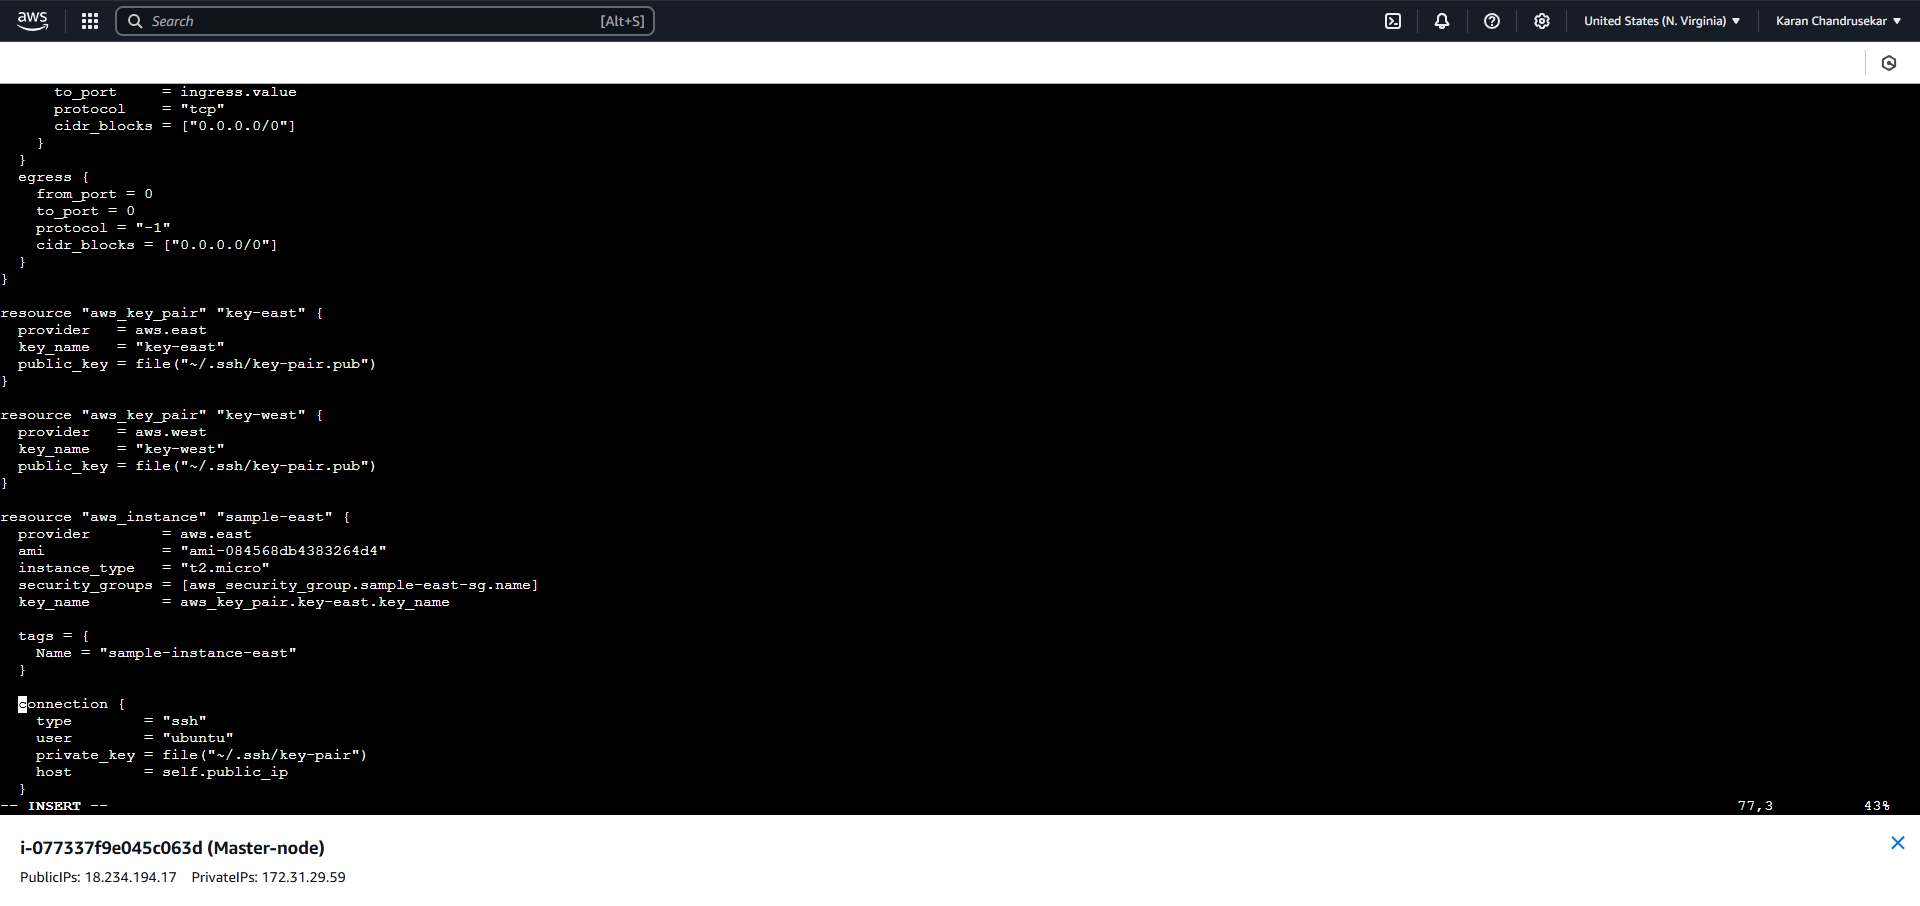 aws
Search [Alt+S]
United States (N. Virginia)
Karan Chandrusekar
      to_port     = ingress.value
      protocol    = "tcp"
      cidr_blocks = ["0.0.0.0/0"]
    }
  }
  egress {
    from_port = 0
    to_port = 0
    protocol = "-1"
    cidr_blocks = ["0.0.0.0/0"]
  }
}
resource "aws_key_pair" "key-east" {
  provider   = aws.east
  key_name   = "key-east"
  public_key = file("~/.ssh/key-pair.pub")
}
resource "aws_key_pair" "key-west" {
  provider   = aws.west
  key_name   = "key-west"
  public_key = file("~/.ssh/key-pair.pub")
}
resource "aws_instance" "sample-east" {
  provider        = aws.east
  ami             = "ami-084568db4383264d4"
  instance_type   = "t2.micro"
  security_groups = [aws_security_group.sample-east-sg.name]
  key_name        = aws_key_pair.key-east.key_name
  tags = {
    Name = "sample-instance-east"
  }
  connection {
    type        = "ssh"
    user        = "ubuntu"
    private_key = file("~/.ssh/key-pair")
    host        = self.public_ip
  }
-- INSERT -- 77,3 43%
i-077337f9e045c063d (Master-node)
PublicIPs: 18.234.194.17 PrivateIPs: 172.31.29.59